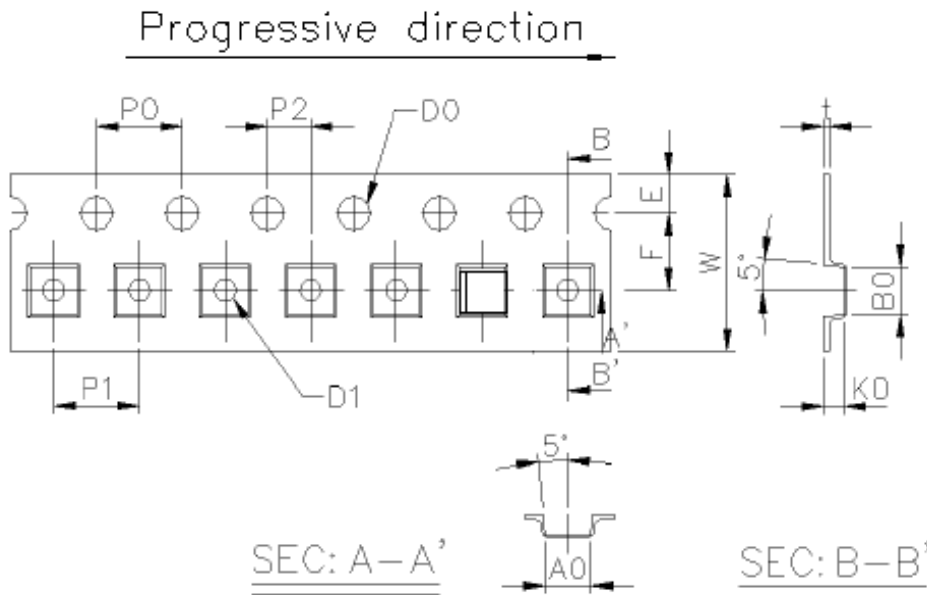 Progressive direction
P0
P2
D0
B
t
E
F
W
5°
B0
A'
P1
D1
B'
K0
5°
SEC: A-A'
A0
SEC: B-B'